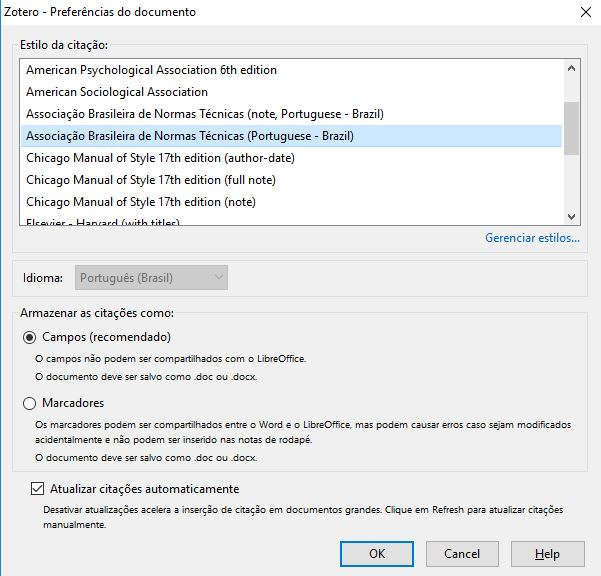 Zotero - Preferências do documento
Estilo da citação:
American Psychological Association 6th edition
American Sociological Association
Associação Brasileira de Normas Técnicas (note, Portuguese - Brazil)
Associação Brasileira de Normas Técnicas (Portuguese - Brazil)
Chicago Manual of Style 17th edition (author-date)
Chicago Manual of Style 17th edition (full note)
Chicago Manual of Style 17th edition (note)
Elsevier - Harvard (with titles)
Gerenciar estilos...
Idioma: Português (Brasil)
Armazenar as citações como:
Campos (recomendado)
O campos não podem ser compartilhados com o LibreOffice.
O documento deve ser salvo como .doc ou .docx.
Marcadores
Os marcadores podem ser compartilhados entre o Word e o LibreOffice, mas podem causar erros caso sejam modificados
acidentalmente e não podem ser inserido nas notas de rodapé.
O documento deve ser salvo como .doc ou .docx.
Atualizar citações automaticamente
Desativar atualizações acelera a inserção de citação em documentos grandes. Clique em Refresh para atualizar citações
manualmente.
OK Cancel Help